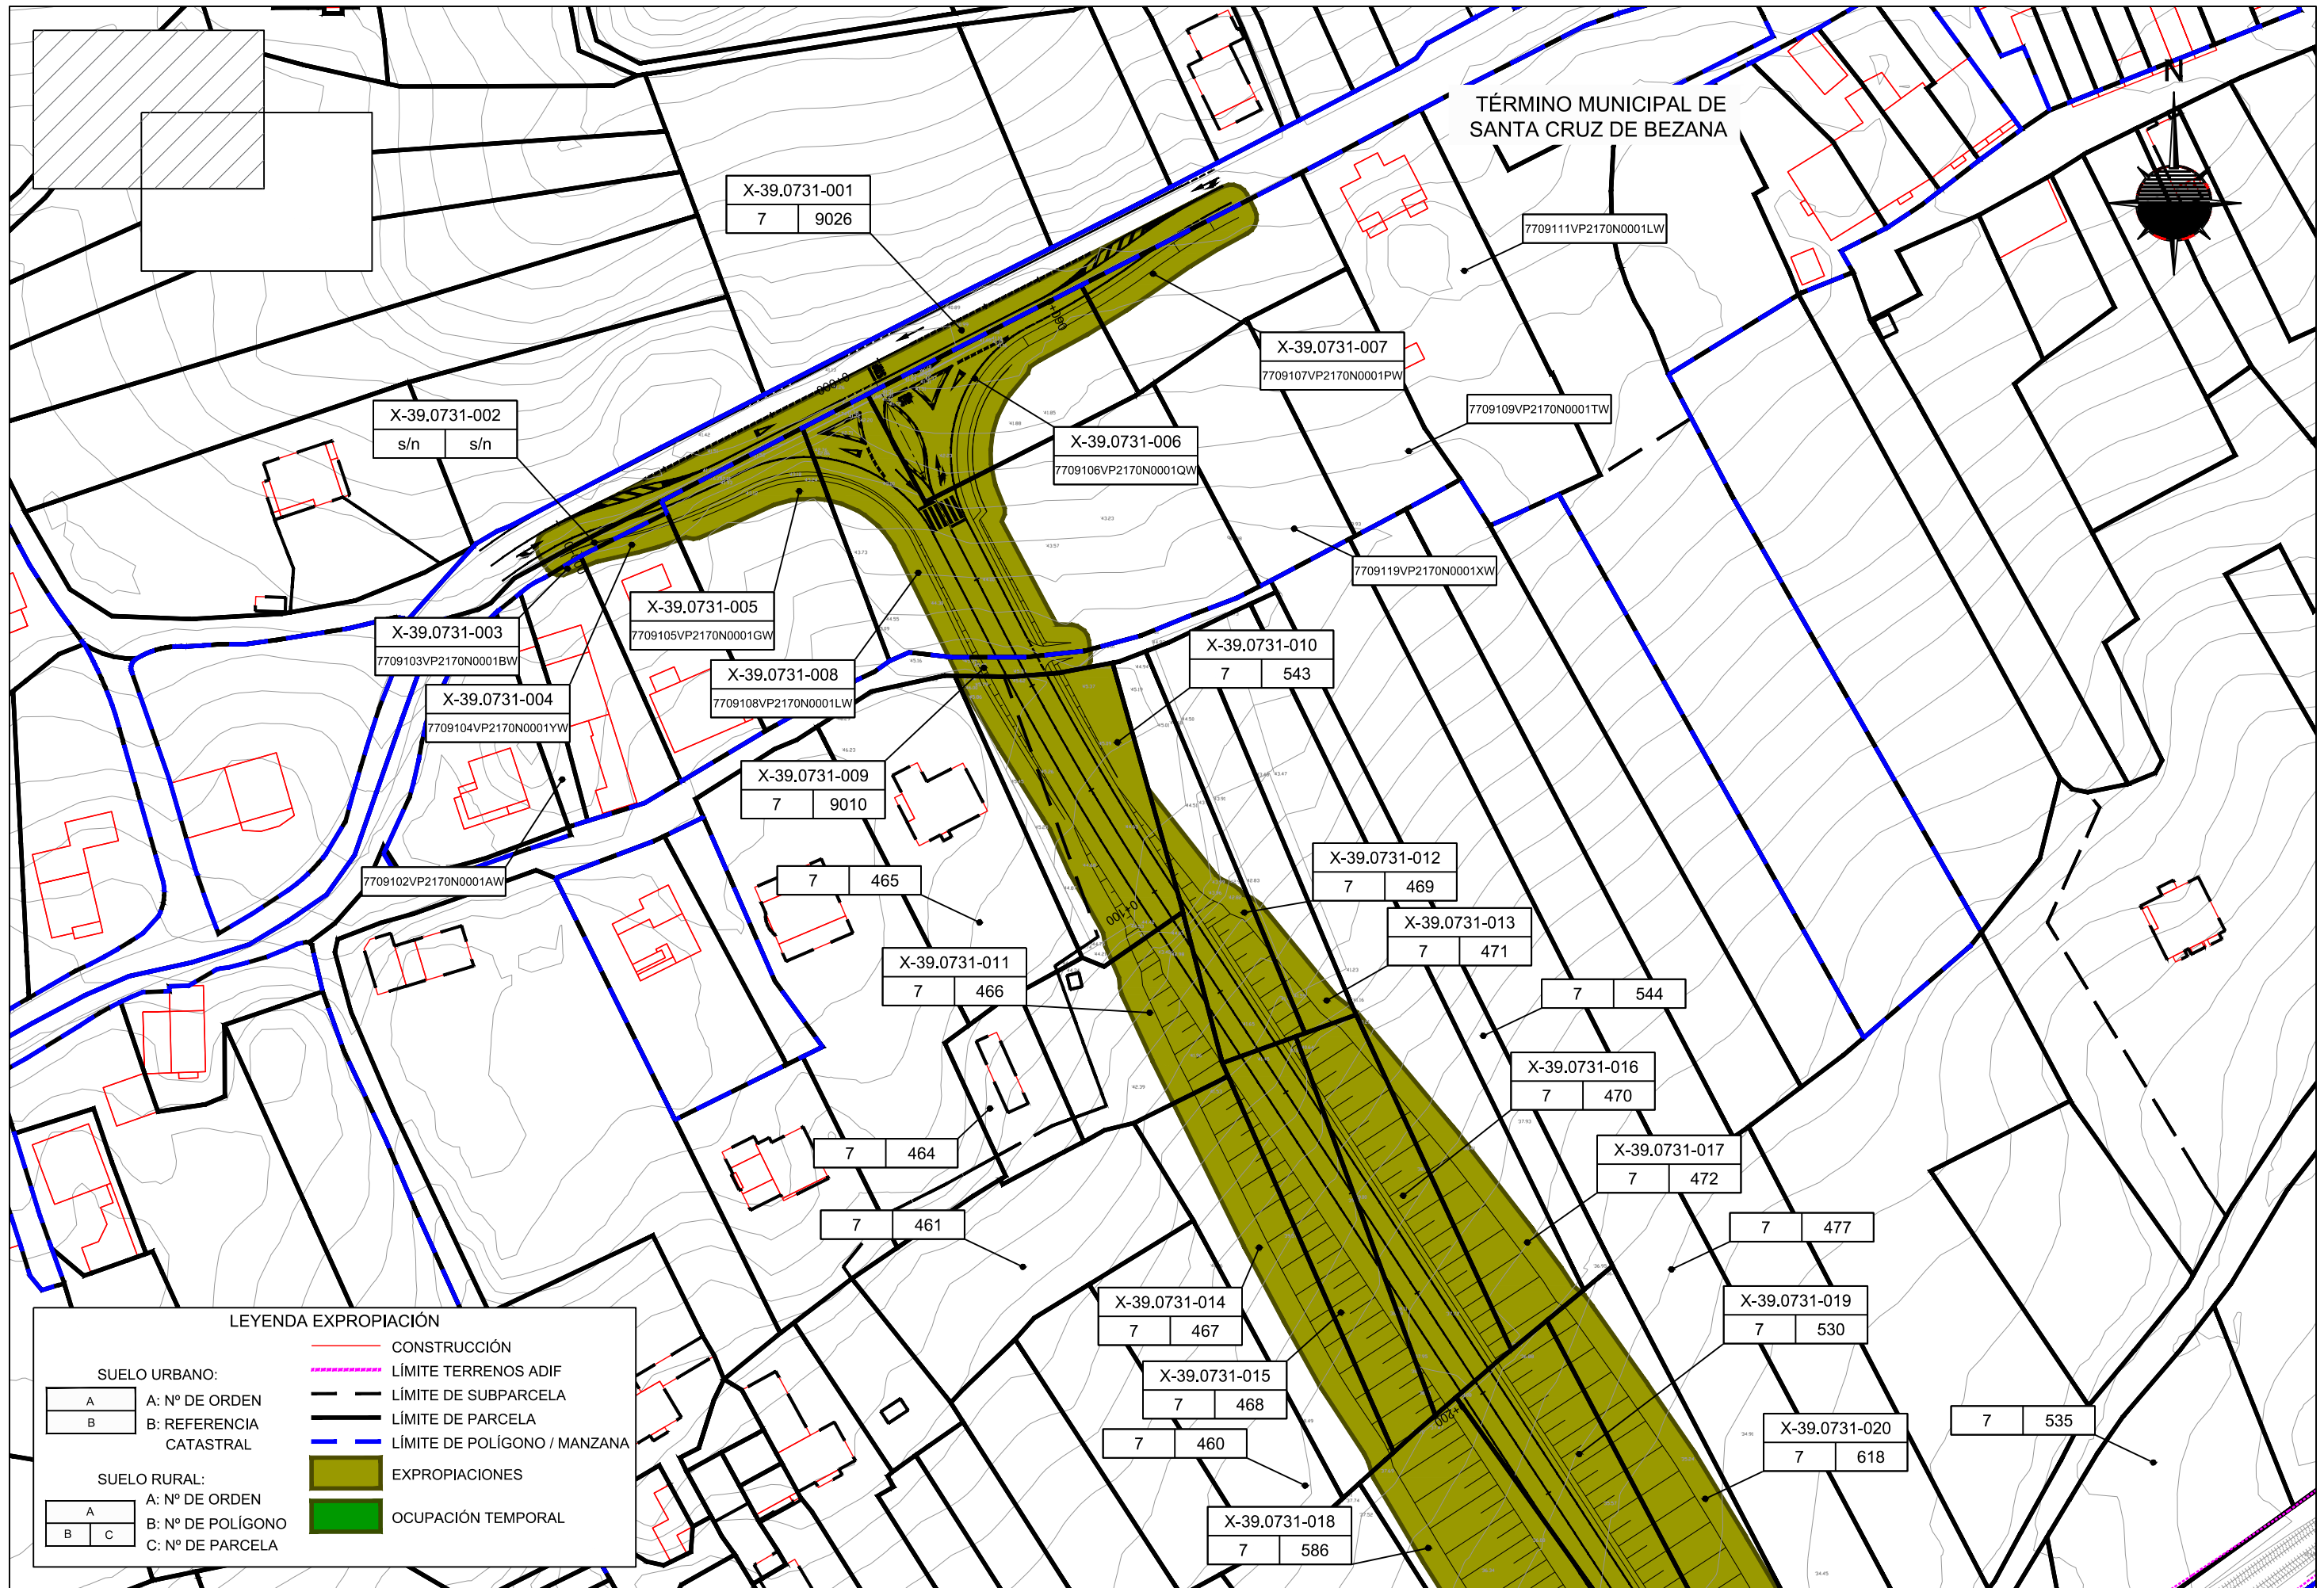 N
TÉRMINO MUNICIPAL DE
SANTA CRUZ DE BEZANA
X-39.0731-001
7 9026
7709111VP2170N0001LW
X-39.0731-007
7709107VP2170N0001PW
X-39.0731-002
s/n s/n
7709109VP2170N0001TW
X-39.0731-006
7709106VP2170N0001QW
7709119VP2170N0001XW
X-39.0731-005
7709105VP2170N0001GW
X-39.0731-003
7709103VP2170N0001BW
X-39.0731-010
7 543
X-39.0731-008
7709108VP2170N0001LW
X-39.0731-004
7709104VP2170N0001YW
X-39.0731-009
7 9010
7709102VP2170N0001AW
7 465
X-39.0731-012
7 469
0+100
X-39.0731-013
7 471
X-39.0731-011
7 466
7 544
X-39.0731-016
7 470
7 464
X-39.0731-017
7 472
7 461
7 477
X-39.0731-014
7 467
X-39.0731-019
7 530
X-39.0731-015
7 468
7 460
X-39.0731-020
7 618
7 535
X-39.0731-018
7 586
LEYENDA EXPROPIACIÓN
SUELO URBANO:
A
B
A: Nº DE ORDEN
B: REFERENCIA
CATASTRAL
SUELO RURAL:
A
B C
A: Nº DE ORDEN
B: Nº DE POLÍGONO
C: Nº DE PARCELA
CONSTRUCCIÓN
LÍMITE TERRENOS ADIF
LÍMITE DE SUBPARCELA
LÍMITE DE PARCELA
LÍMITE DE POLÍGONO / MANZANA
EXPROPIACIONES
OCUPACIÓN TEMPORAL